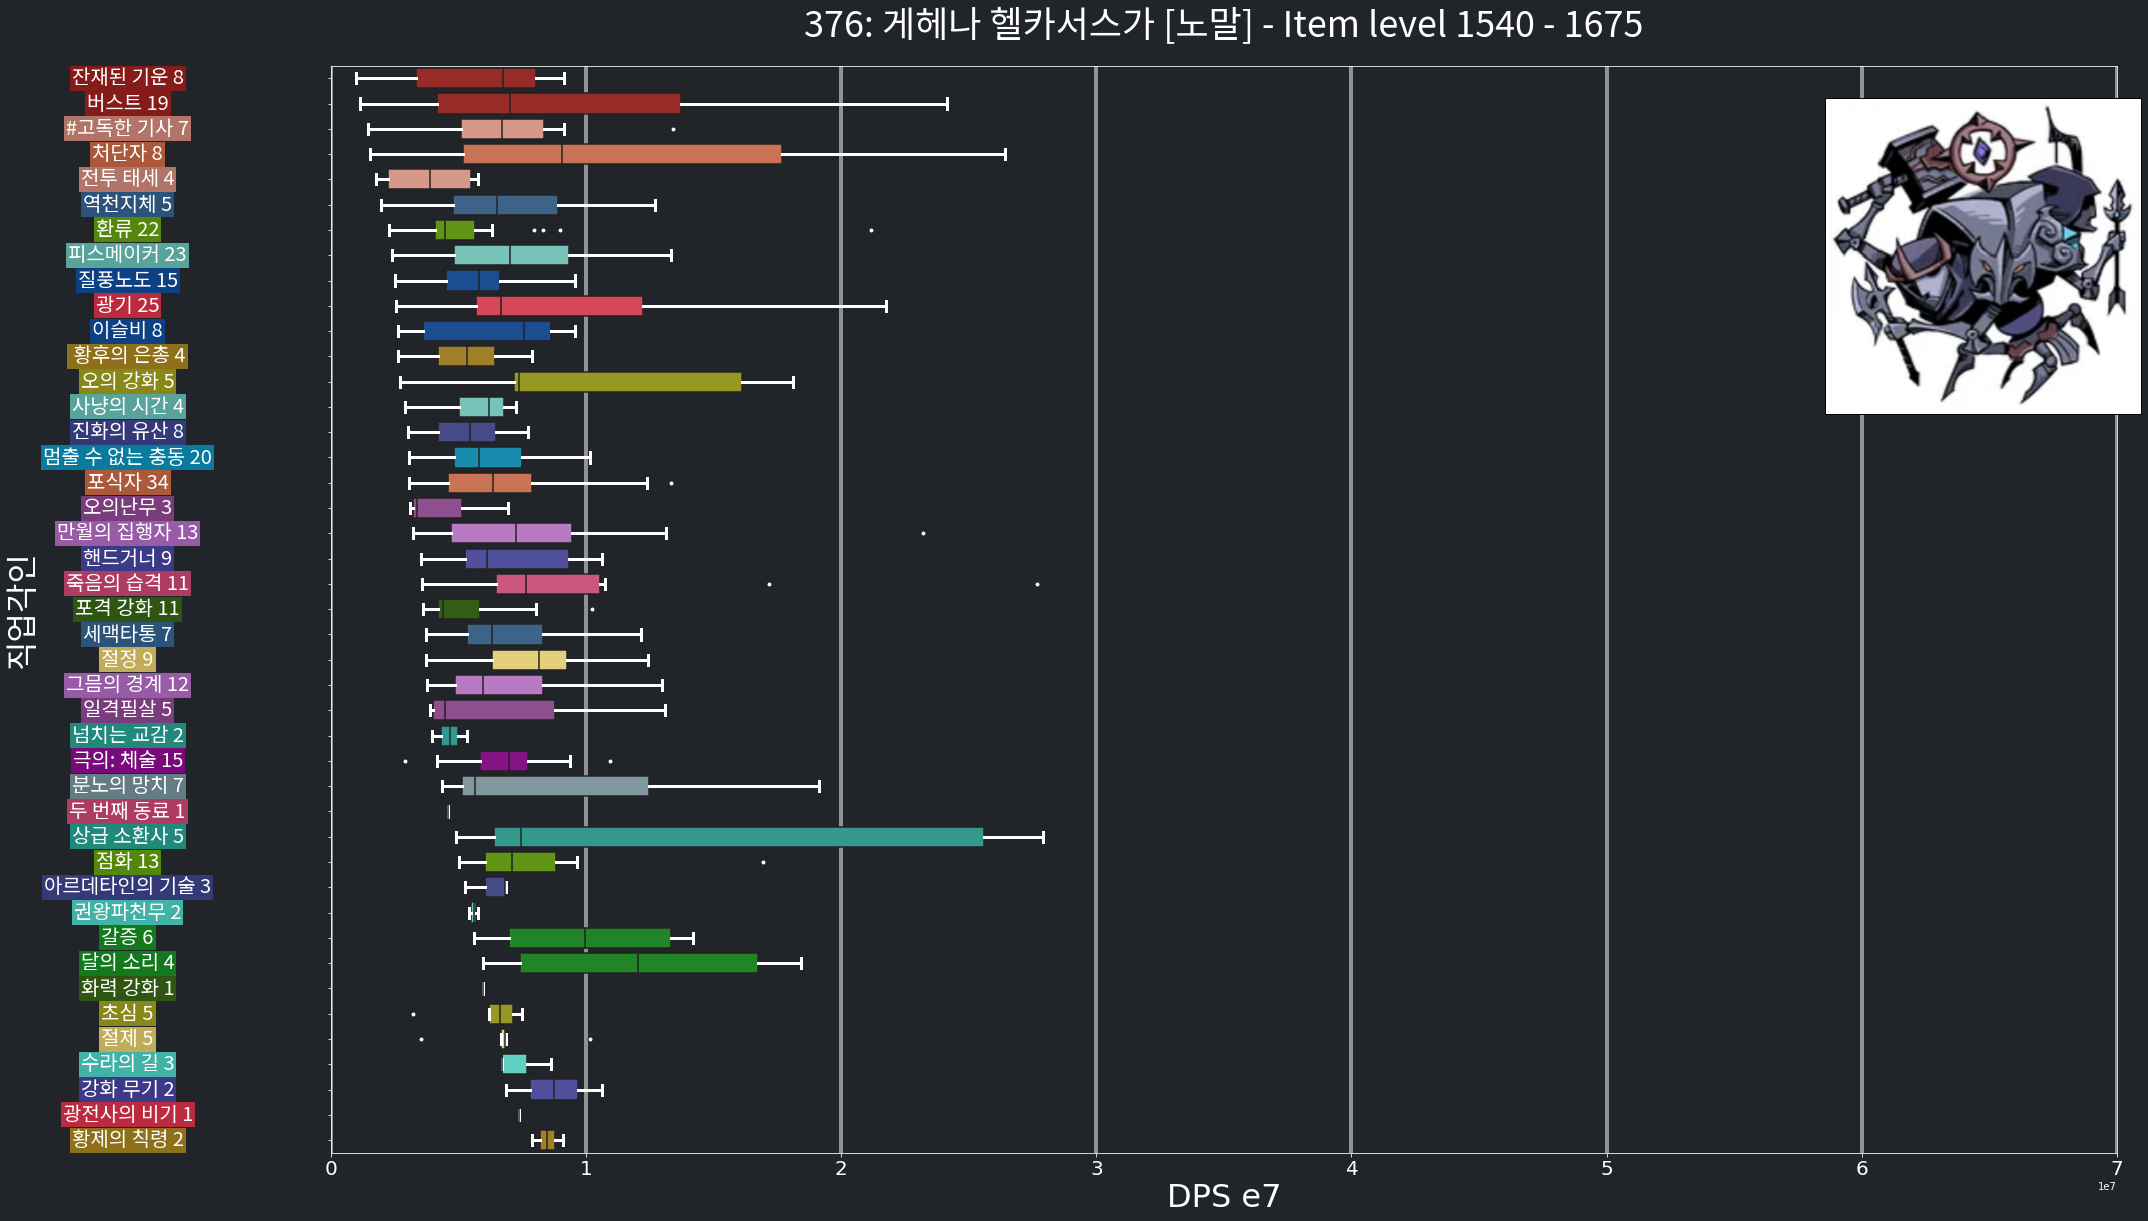 376: 게헤나 헬카서스가 [노말] - Item level 1540 - 1675
잔재된 기운 8
버스트 19
#고독한 기사 7
처단자 8
전투 태세 4
역천지체 5
환류 22
피스메이커 23
질풍노도 15
광기 25
이슬비 8
황후의 은총 4
오의 강화 5
사냥의 시간 4
진화의 유산 8
멈출 수 없는 충동 20
포식자 34
오의난무 3
만월의 집행자 13
핸드거너 9
죽음의 습격 11
포격 강화 11
세맥타통 7
절정 9
그믐의 경계 12
일격필살 5
넘치는 교감 2
극의: 체술 15
분노의 망치 7
두 번째 동료 1
상급 소환사 5
점화 13
아르데타인의 기술 3
권왕파천무 2
갈증 6
달의 소리 4
화력 강화 1
초심 5
절제 5
수라의 길 3
강화 무기 2
광전사의 비기 1
황제의 칙령 2
직업각인
0 1 2 3 4 5 6 7
1e7
DPS e7